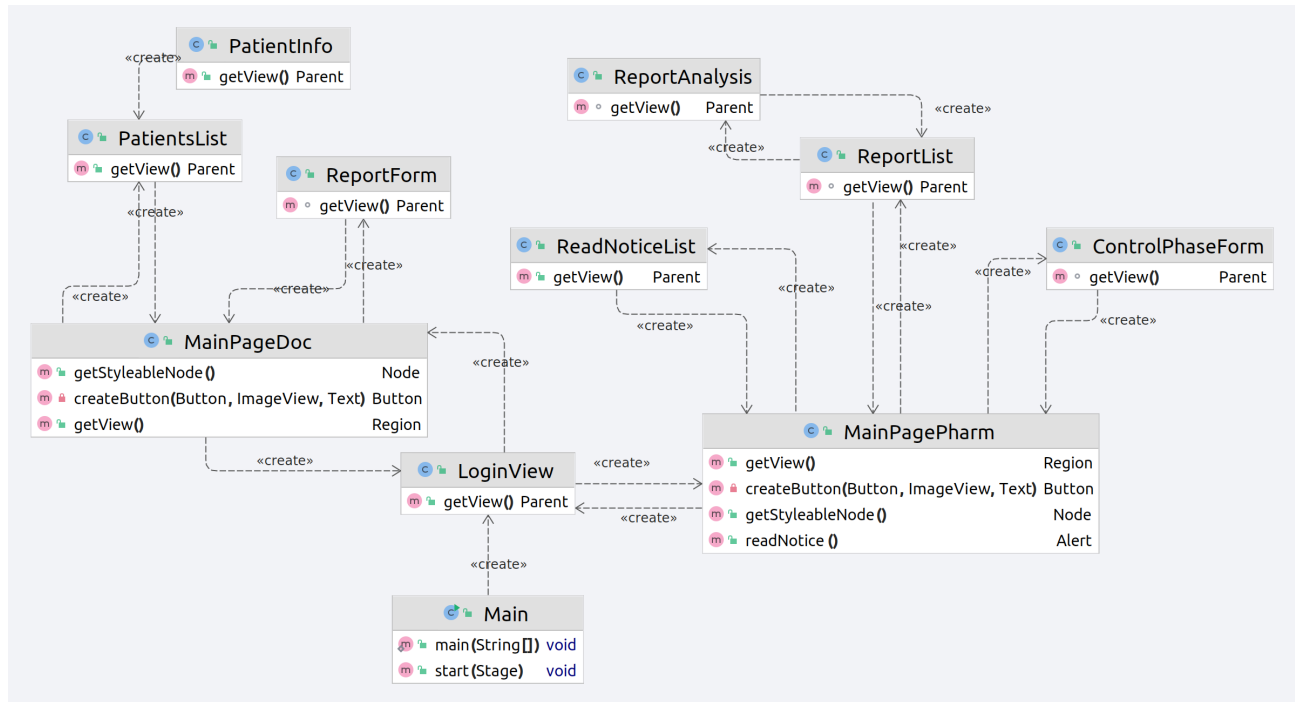 PatientInfo
getView() Parent
«create»
PatientsList
getView() Parent
«create»
«create»
ReportForm
getView() Parent
«create»
«create»
ReportAnalysis
getView() Parent
«create»
«create»
ReportList
getView() Parent
«create»
«create»
ReadNoticeList
getView() Parent
«create»
«create»
ControlPhaseForm
getView() Parent
«create»
«create»
MainPageDoc
getStyleableNode() Node
createButton(Button, ImageView, Text) Button
getView() Region
«create»
«create»
LoginView
getView() Parent
«create»
«create»
MainPagePharm
getView() Region
createButton(Button, ImageView, Text) Button
getStyleableNode() Node
readNotice() Alert
«create»
Main
main(String[]) void
start(Stage) void